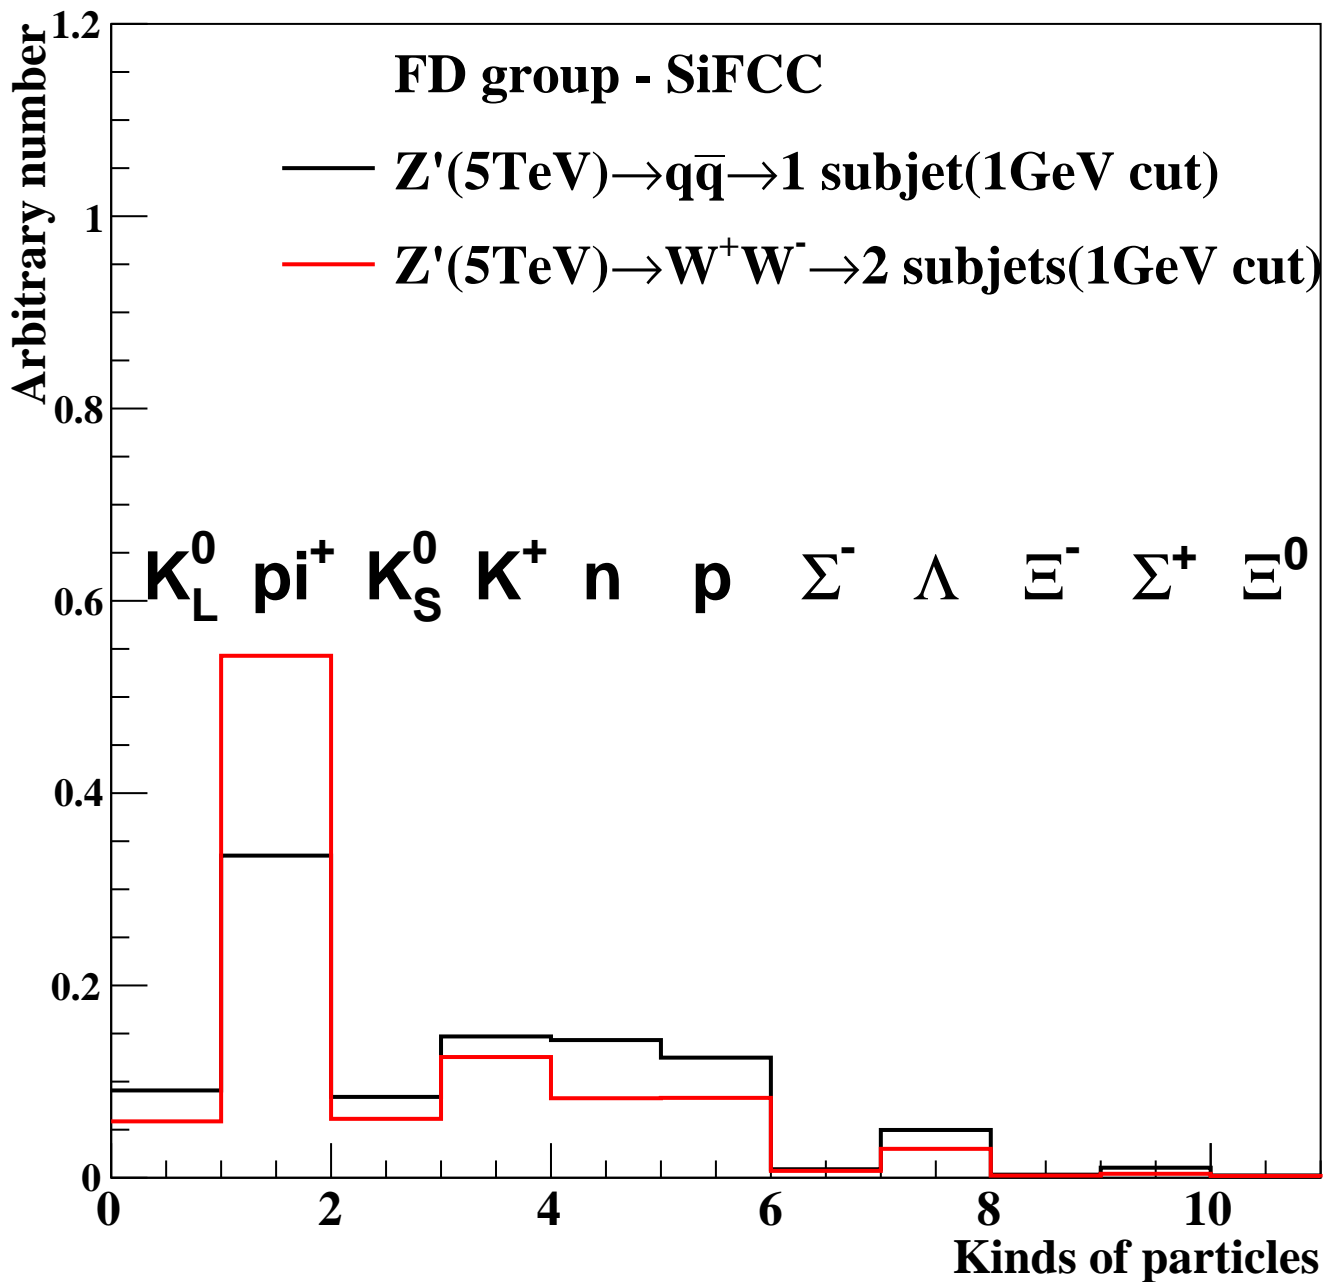 1.2
FD group - SiFCC
Z'(5TeV)→qq̅→1 subjet(1GeV cut)
Z'(5TeV)→W⁺W⁻→2 subjets(1GeV cut)
Arbitrary number
1
0.8
K⁰_L pi⁺ K⁰_S K⁺ n p Σ⁻ Λ Ξ⁻ Σ⁺ Ξ⁰
0.6
0.4
0.2
0
0 2 4 6 8 10
Kinds of particles